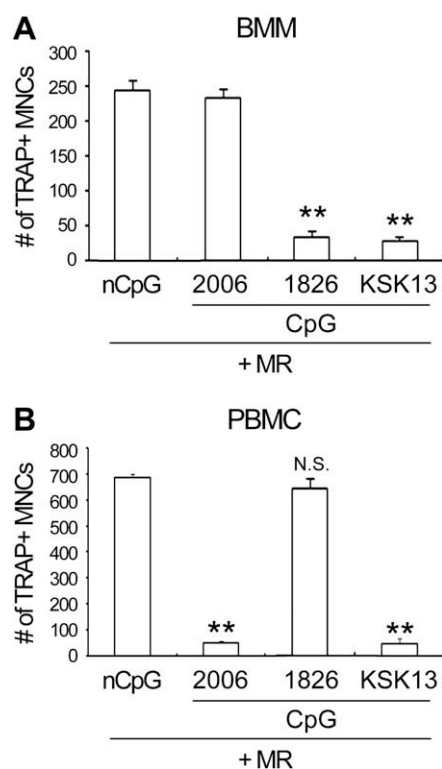 A BMM
# of TRAP+ MNCs
300
250
200
150
100
50
0
**
**
nCpG 2006 1826 KSK13
CpG
+ MR
B PBMC
# of TRAP+ MNCs
800
700
600
500
400
300
200
100
0
N.S.
**
**
nCpG 2006 1826 KSK13
CpG
+ MR